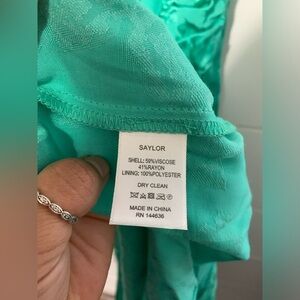 SAYLOR
SHELL: 59%VISCOSE
41%RAYON
LINING: 100%POLYESTER
DRY CLEAN
MADE IN CHINA
RN 144636